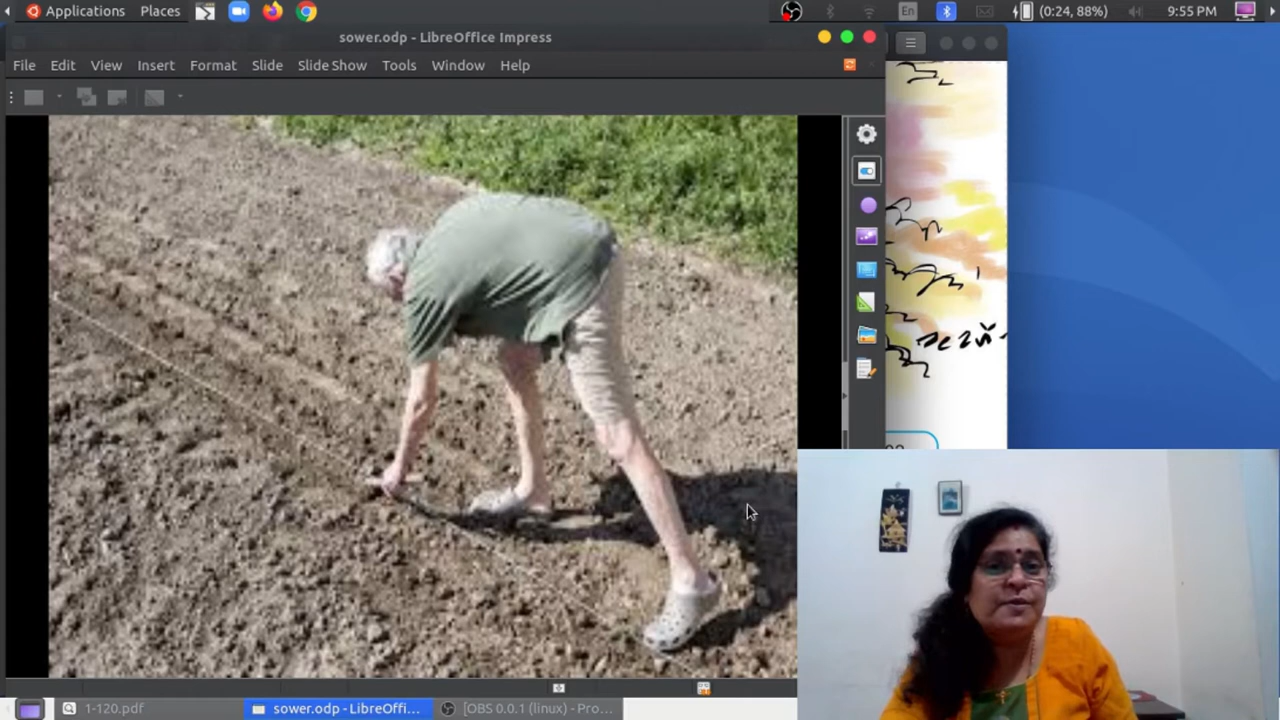 Applications Places En (0:24, 88%) 9:55 PM
sower.odp - LibreOffice Impress
File Edit View Insert Format Slide Slide Show Tools Window Help
1-120.pdf sower.odp - LibreOffi... [OBS 0.0.1 (linux) - Pro...